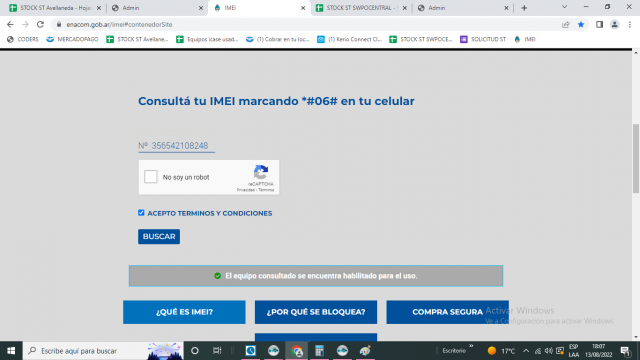 STOCK ST Avellaneda - Hoja
Admin
IMEI
STOCK ST SWPOCENTRAL -
Admin
enacom.gob.ar/imei#contenedorSite
CODERS
MERCADOPAGO
STOCK ST Avellane...
Equipos icase usad...
(1) Cobrar en tu loc...
(1) Kerio Connect Cl...
STOCK ST SWPOCE...
SOLICITUD ST
IMEI
Consultá tu IMEI marcando *#06# en tu celular
Nº 356542108248
No soy un robot
reCAPTCHA
Privacidad - Términos
ACEPTO TERMINOS Y CONDICIONES
BUSCAR
El equipo consultado se encuentra habilitado para el uso.
¿QUÉ ES IMEI?
¿POR QUÉ SE BLOQUEA?
COMPRA SEGURA
Activar Windows
Ve a Configuración para activar Windows.
Escribe aquí para buscar
Escritorio
17°C
ESP
LAA
18:07
13/08/2022